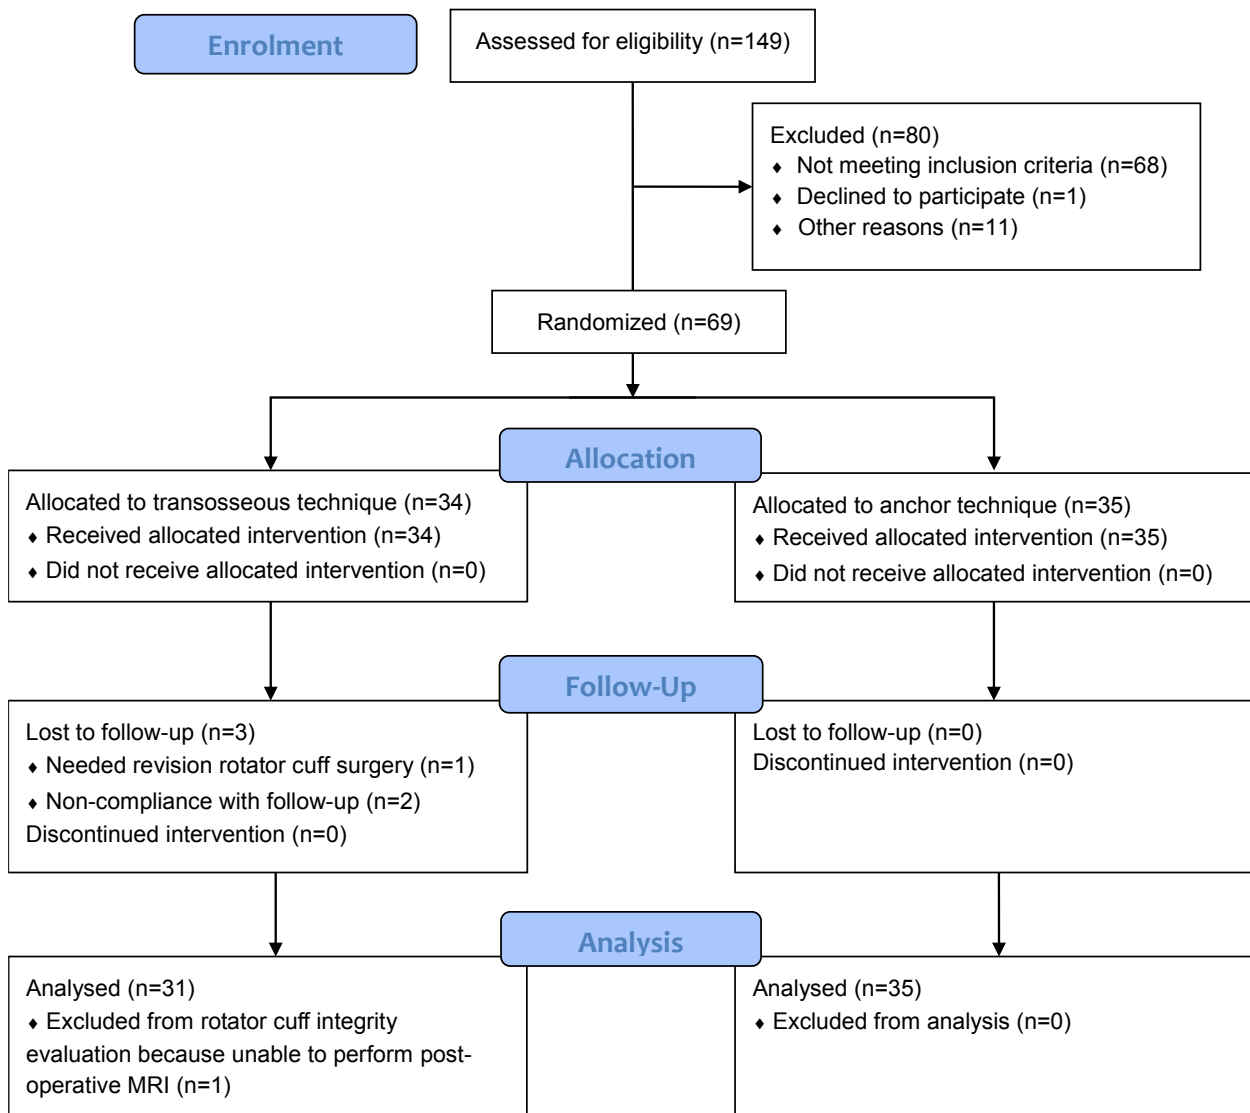 Enrolment
Assessed for eligibility (n=149)
Excluded (n=80)
♦ Not meeting inclusion criteria (n=68)
♦ Declined to participate (n=1)
♦ Other reasons (n=11)
Randomized (n=69)
Allocation
Allocated to transosseous technique (n=34)
♦ Received allocated intervention (n=34)
♦ Did not receive allocated intervention (n=0)
Allocated to anchor technique (n=35)
♦ Received allocated intervention (n=35)
♦ Did not receive allocated intervention (n=0)
Follow-Up
Lost to follow-up (n=3)
♦ Needed revision rotator cuff surgery (n=1)
♦ Non-compliance with follow-up (n=2)
Discontinued intervention (n=0)
Lost to follow-up (n=0)
Discontinued intervention (n=0)
Analysis
Analysed (n=31)
♦ Excluded from rotator cuff integrity
evaluation because unable to perform post-
operative MRI (n=1)
Analysed (n=35)
♦ Excluded from analysis (n=0)